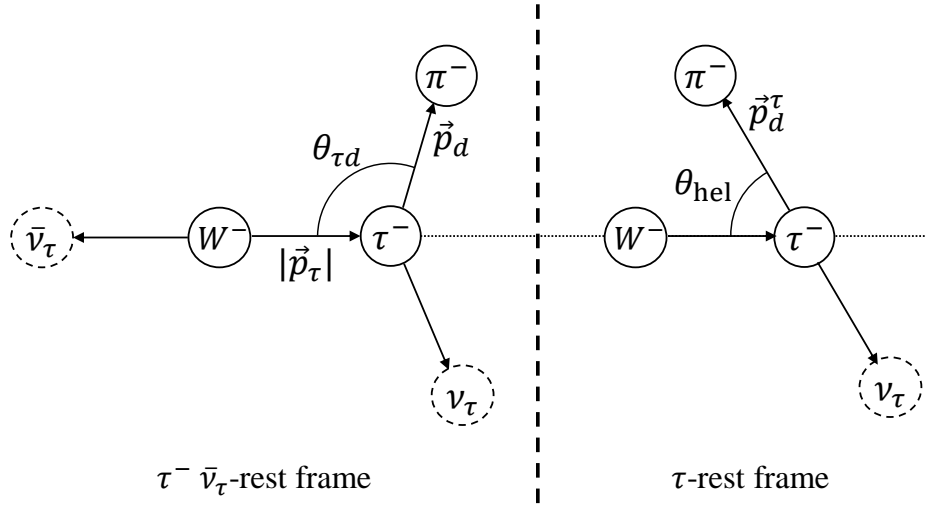 π⁻
p⃗_d
θ_τd
ν̄_τ
W⁻
τ⁻
|p⃗_τ|
ν_τ
τ⁻ ν̄_τ-rest frame
π⁻
p⃗_d^τ
θ_hel
W⁻
τ⁻
ν_τ
τ-rest frame